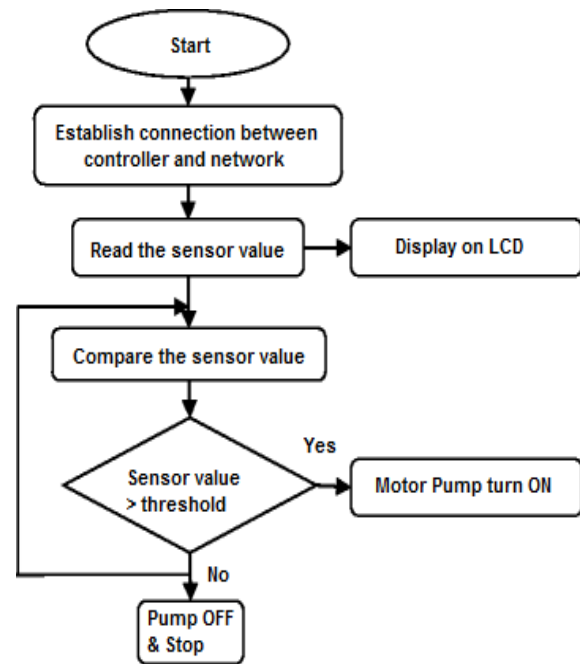 Start
Establish connection between
controller and network
Read the sensor value
Display on LCD
Compare the sensor value
Yes
Sensor value
> threshold
Motor Pump turn ON
No
Pump OFF
& Stop